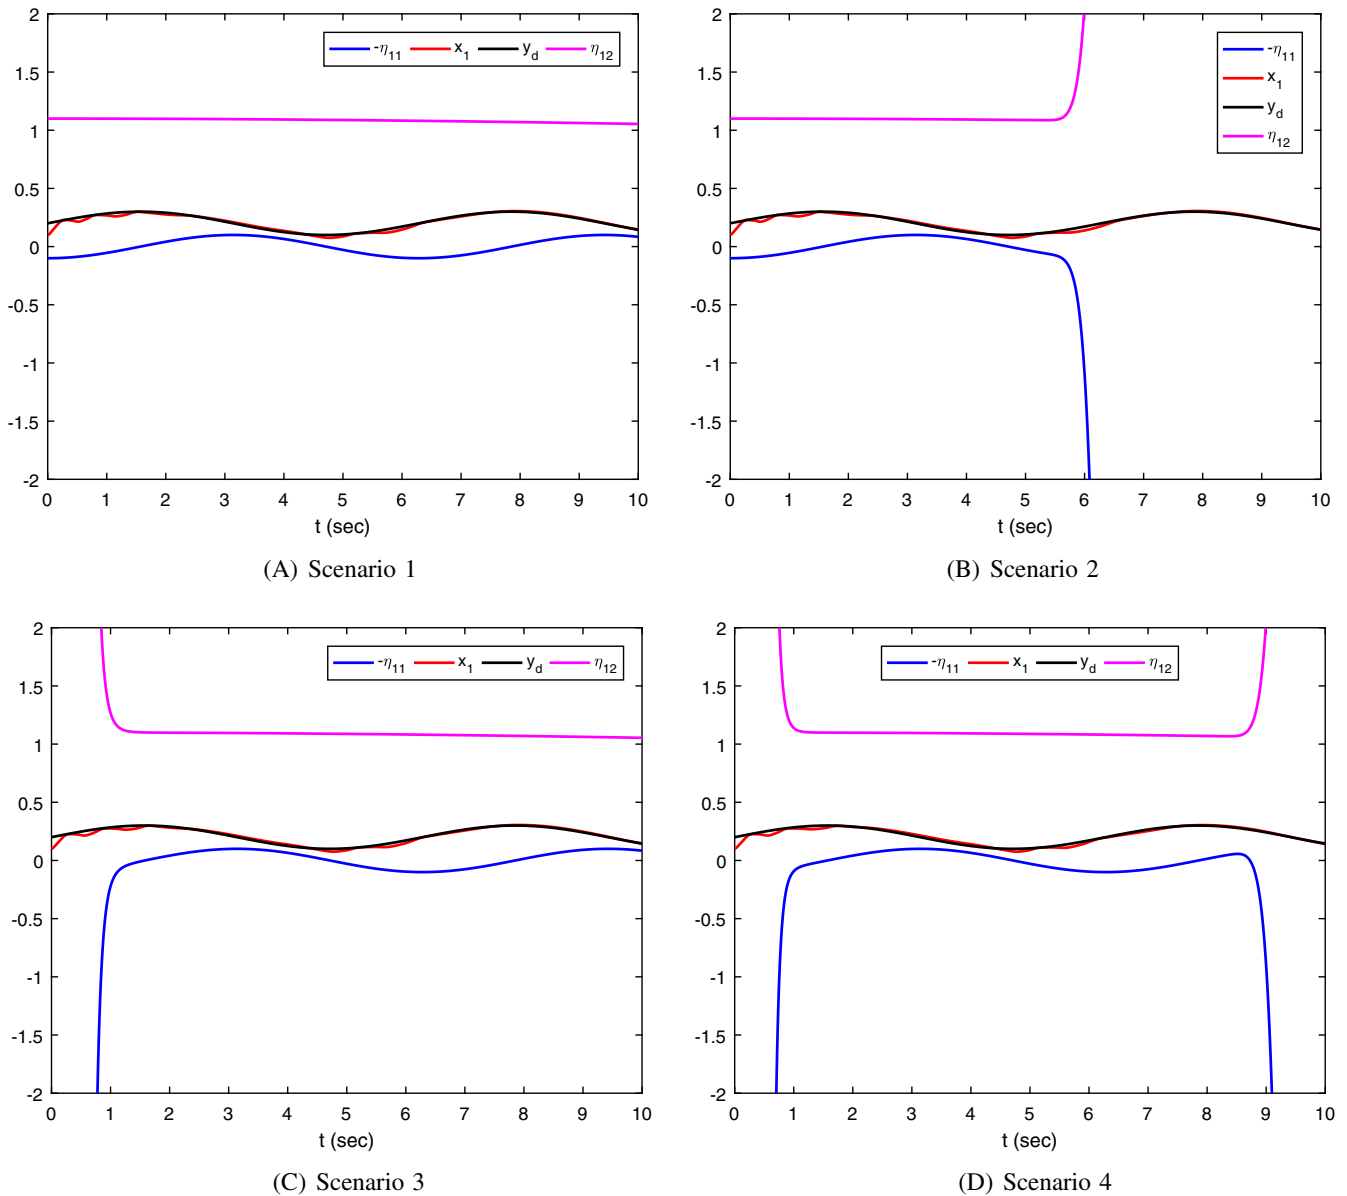 2
1.5
1
0.5
0
-0.5
-1
-1.5
-2
0 1 2 3 4 5 6 7 8 9 10
t (sec)
-η11 x1 yd η12
(A) Scenario 1
2
1.5
1
0.5
0
-0.5
-1
-1.5
-2
0 1 2 3 4 5 6 7 8 9 10
t (sec)
-η11
x1
yd
η12
(B) Scenario 2
2
1.5
1
0.5
0
-0.5
-1
-1.5
-2
0 1 2 3 4 5 6 7 8 9 10
t (sec)
-η11 x1 yd η12
(C) Scenario 3
2
1.5
1
0.5
0
-0.5
-1
-1.5
-2
0 1 2 3 4 5 6 7 8 9 10
t (sec)
-η11 x1 yd η12
(D) Scenario 4